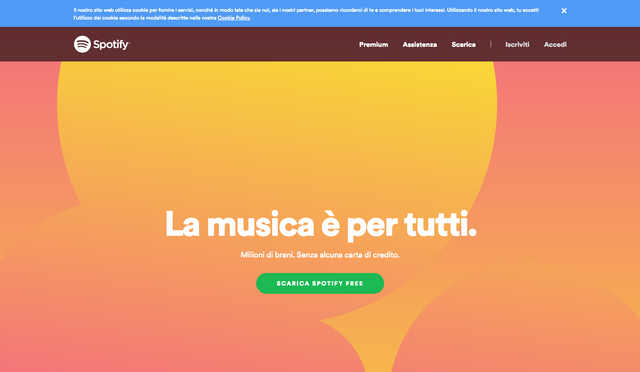 Il nostro sito web utilizza cookie per fornire i servizi, nonché in modo tale che sia noi, sia i nostri partner, possiamo ricordarci di te e comprendere i tuoi interessi. Utilizzando il nostro sito web, tu accetti
l'utilizzo dei cookie secondo le modalità descritte nella nostra Cookie Policy.
Spotify
Premium Assistenza Scarica Iscriviti Accedi
La musica è per tutti.
Milioni di brani. Senza alcuna carta di credito.
SCARICA SPOTIFY FREE